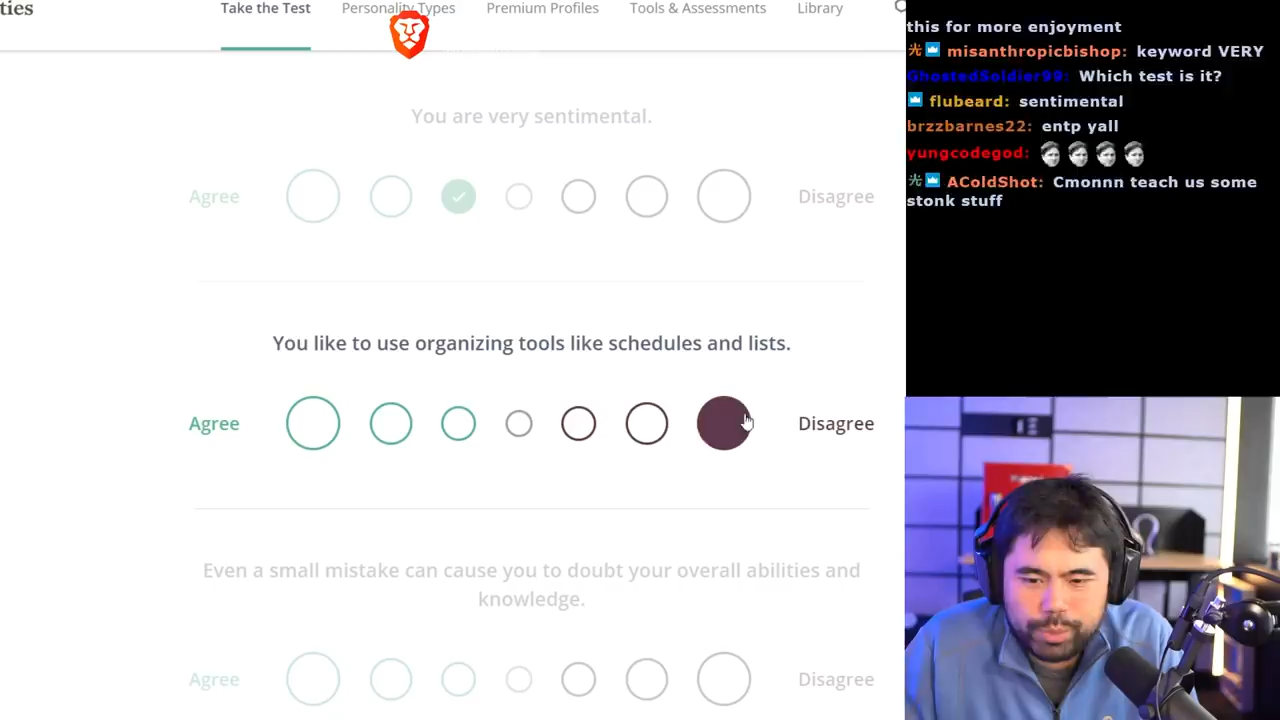 ties
Take the Test
Personality Types
Premium Profiles
Tools & Assessments
Library
You are very sentimental.
Agree
Disagree
You like to use organizing tools like schedules and lists.
Agree
Disagree
Even a small mistake can cause you to doubt your overall abilities and
knowledge.
Agree
Disagree
this for more enjoyment
misanthropicbishop: keyword VERY
GhostedSoldier99: Which test is it?
flubeard: sentimental
brzzbarnes22: entp yall
yungcodegod:
AColdShot: Cmonnn teach us some
stonk stuff